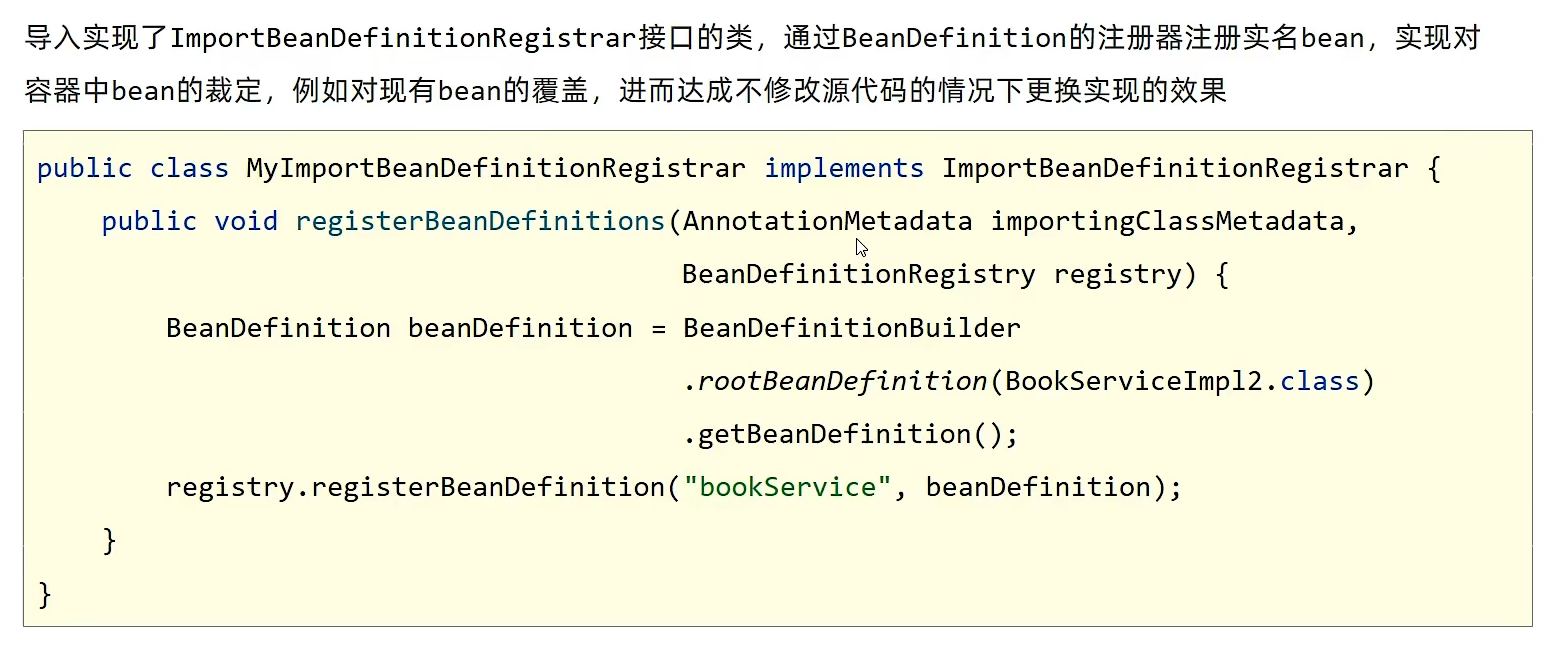 导入实现了ImportBeanDefinitionRegistrar接口的类，通过BeanDefinition的注册器注册实名bean，实现对
容器中bean的裁定，例如对现有bean的覆盖，进而达成不修改源代码的情况下更换实现的效果
public class MyImportBeanDefinitionRegistrar implements ImportBeanDefinitionRegistrar {
    public void registerBeanDefinitions(AnnotationMetadata importingClassMetadata,
                                        BeanDefinitionRegistry registry) {
        BeanDefinition beanDefinition = BeanDefinitionBuilder
                                        .rootBeanDefinition(BookServiceImpl2.class)
                                        .getBeanDefinition();
        registry.registerBeanDefinition("bookService", beanDefinition);
    }
}